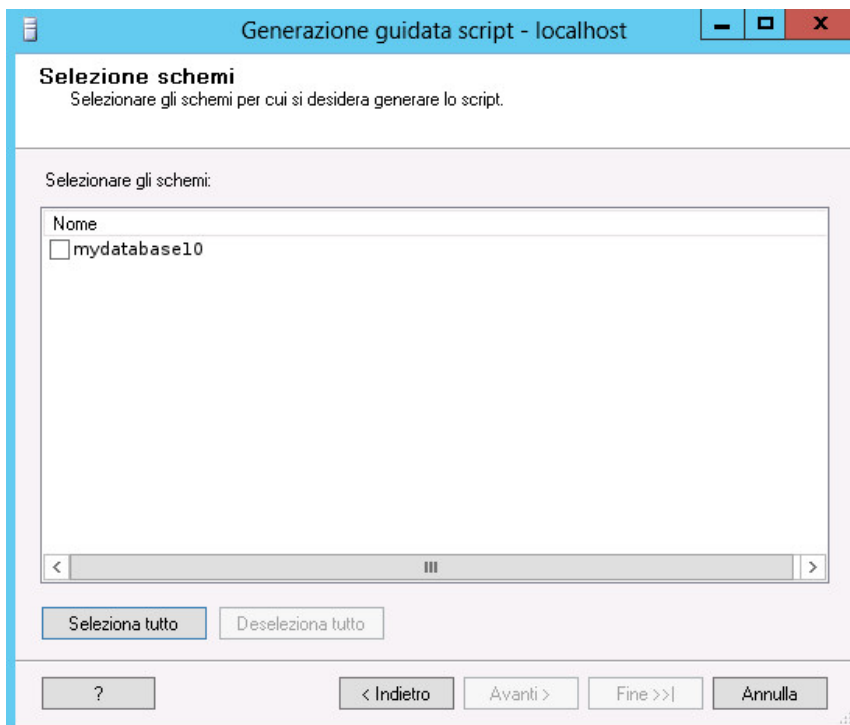 Generazione guidata script - localhost
Selezione schemi
Selezionare gli schemi per cui si desidera generare lo script.
Selezionare gli schemi:
Nome
mydatabase10
Seleziona tutto Deseleziona tutto
? < Indietro Avanti > Fine >>| Annulla